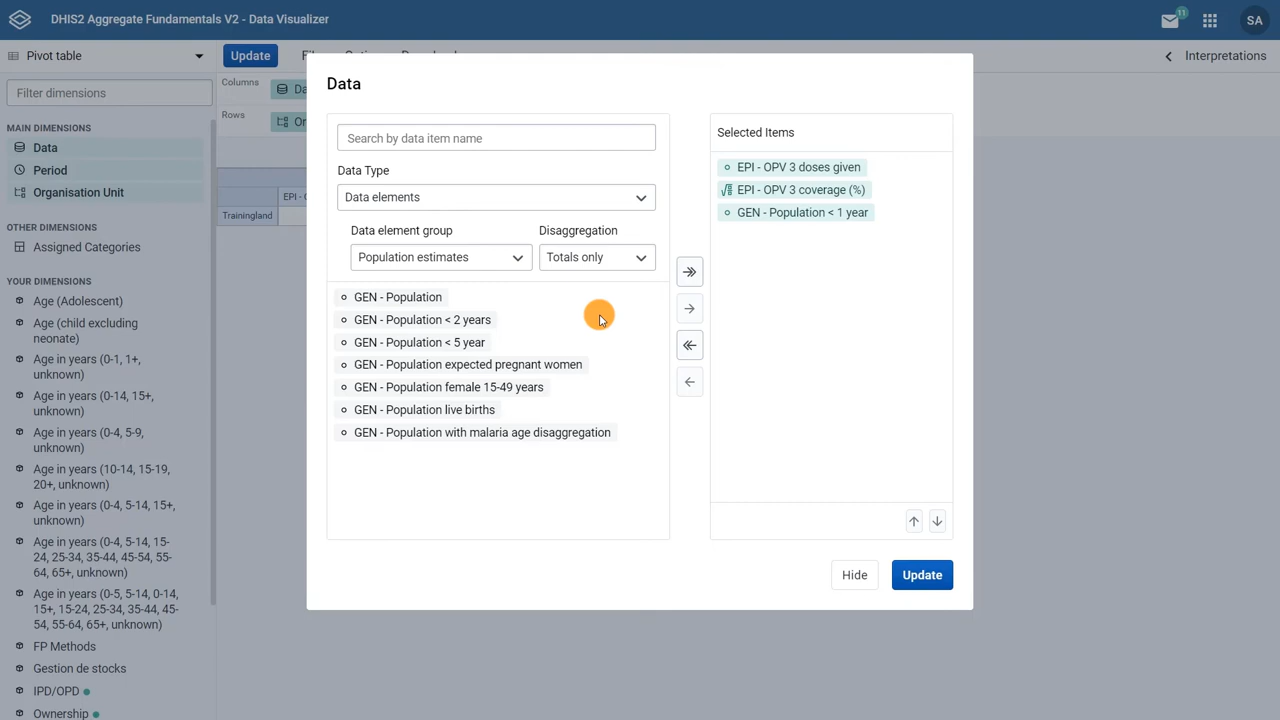 DHIS2 Aggregate Fundamentals V2 - Data Visualizer
11
SA
Pivot table
Update
Interpretations
Filter dimensions
Columns
Rows
MAIN DIMENSIONS
Data
Period
Organisation Unit
OTHER DIMENSIONS
Assigned Categories
YOUR DIMENSIONS
Age (Adolescent)
Age (child excluding
neonate)
Age in years (0-1, 1+,
unknown)
Age in years (0-14, 15+,
unknown)
Age in years (0-4, 5-9,
unknown)
Age in years (10-14, 15-19,
20+, unknown)
Age in years (0-4, 5-14, 15+,
unknown)
Age in years (0-4, 5-14, 15-
24, 25-34, 35-44, 45-54, 55-
64, 65+, unknown)
Age in years (0-5, 5-14, 0-14,
15+, 15-24, 25-34, 35-44, 45-
54, 55-64, 65+, unknown)
FP Methods
Gestion de stocks
IPD/OPD
Ownership
Trainingland
Data
Search by data item name
Data Type
Data elements
Data element group
Disaggregation
Population estimates
Totals only
GEN - Population
GEN - Population < 2 years
GEN - Population < 5 year
GEN - Population expected pregnant women
GEN - Population female 15-49 years
GEN - Population live births
GEN - Population with malaria age disaggregation
Selected Items
EPI - OPV 3 doses given
EPI - OPV 3 coverage (%)
GEN - Population < 1 year
Hide
Update